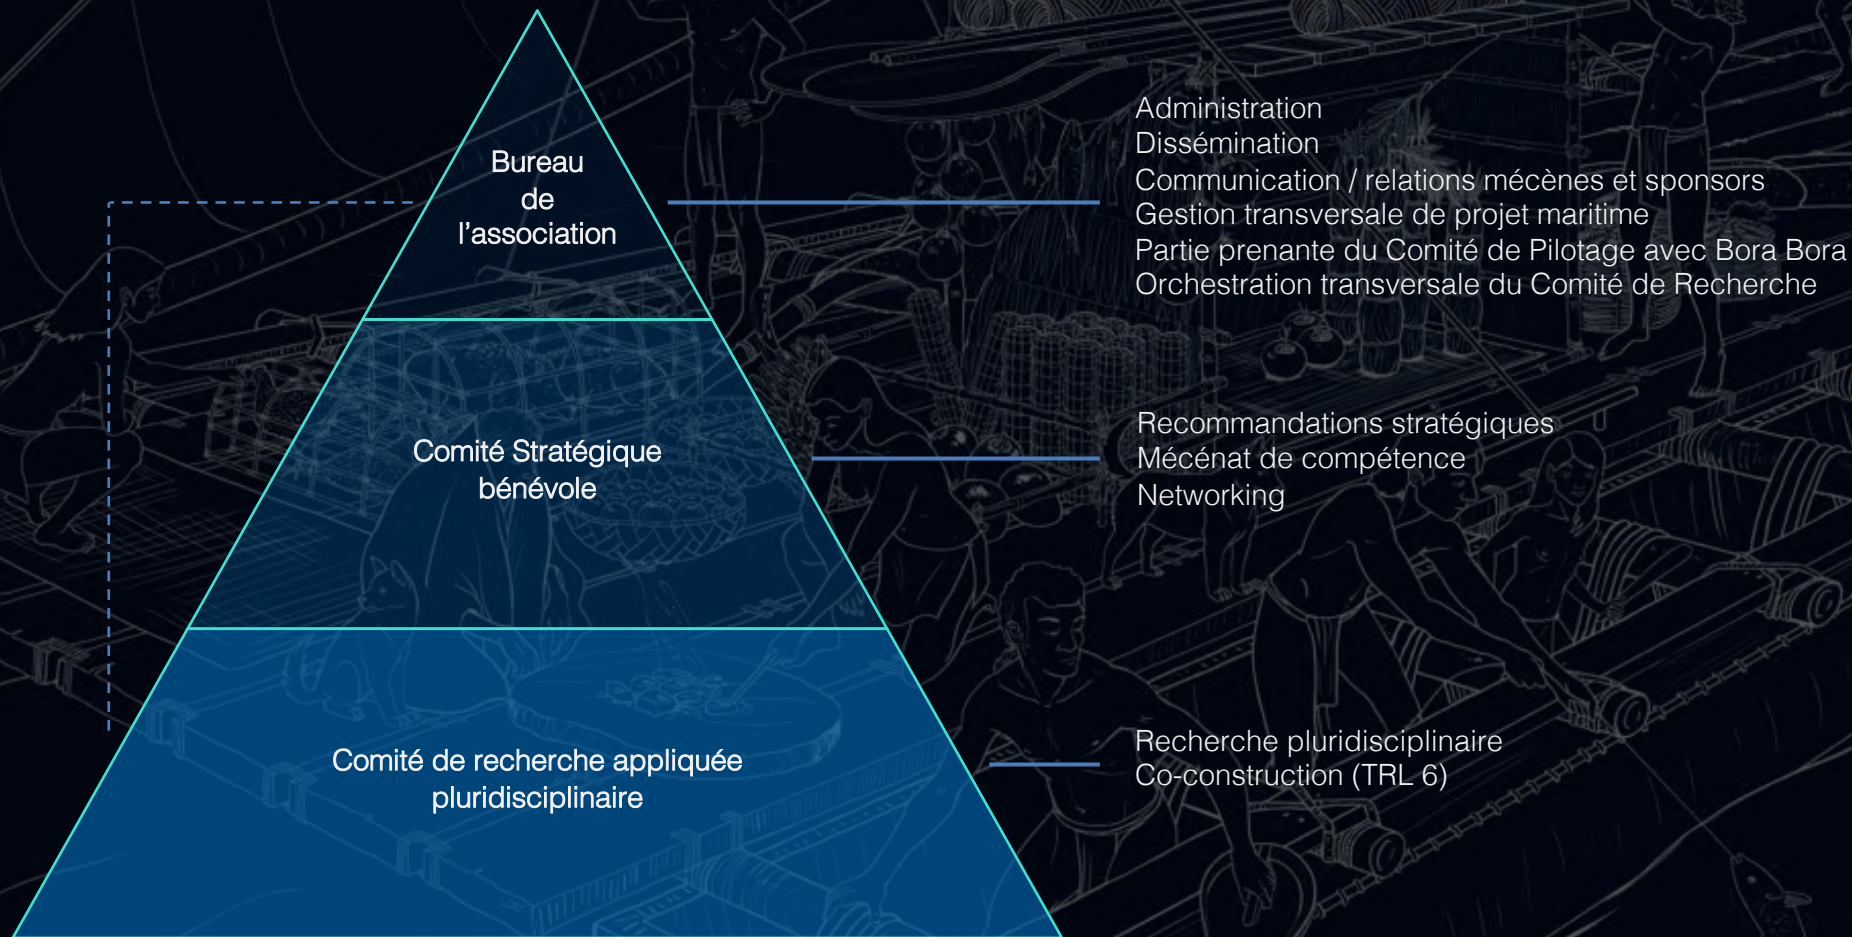 Bureau
de
l’association
Administration
Dissémination
Communication / relations mécènes et sponsors
Gestion transversale de projet maritime
Partie prenante du Comité de Pilotage avec Bora Bora
Orchestration transversale du Comité de Recherche
Comité Stratégique
bénévole
Recommandations stratégiques
Mécénat de compétence
Networking
Comité de recherche appliquée
pluridisciplinaire
Recherche pluridisciplinaire
Co-construction (TRL 6)